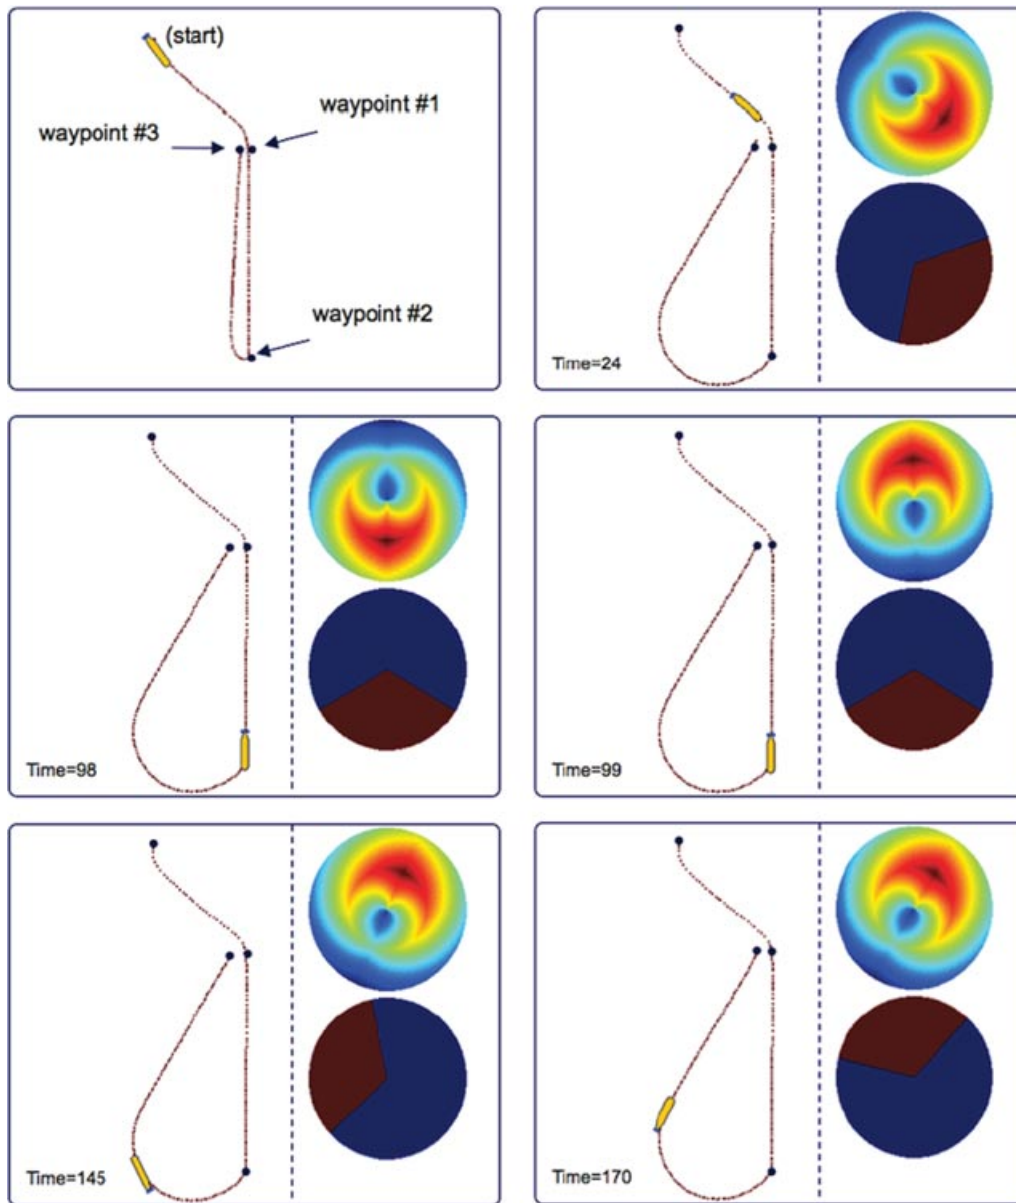 (start)
waypoint #1
waypoint #3
waypoint #2
Time=24
Time=98
Time=99
Time=145
Time=170